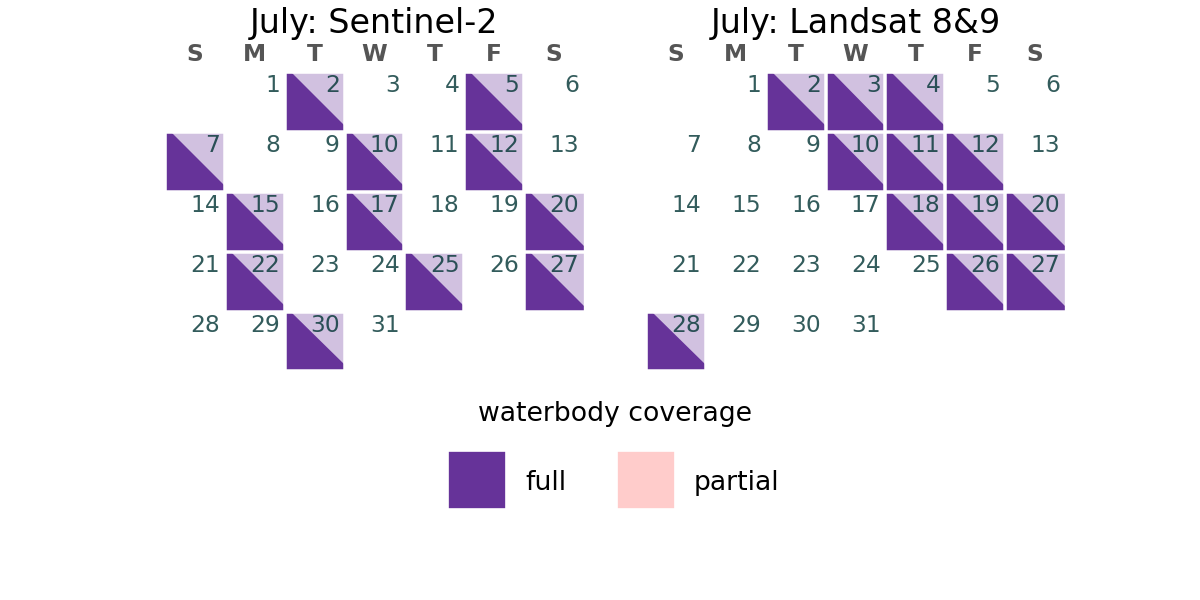 July: Sentinel-2
S M T W T F S
1 2 3 4 5 6
7 8 9 10 11 12 13
14 15 16 17 18 19 20
21 22 23 24 25 26 27
28 29 30 31
July: Landsat 8&9
S M T W T F S
1 2 3 4 5 6
7 8 9 10 11 12 13
14 15 16 17 18 19 20
21 22 23 24 25 26 27
28 29 30 31
waterbody coverage
full partial